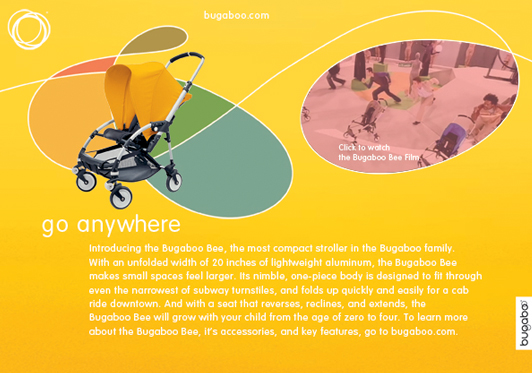 bugaboo.com
Click to watch
the Bugaboo Bee Film
go anywhere
Introducing the Bugaboo Bee, the most compact stroller in the Bugaboo family.
With an unfolded width of 20 inches of lightweight aluminum, the Bugaboo Bee
makes small spaces feel larger. Its nimble, one-piece body is designed to fit through
even the narrowest of subway turnstiles, and folds up quickly and easily for a cab
ride downtown. And with a seat that reverses, reclines, and extends, the
Bugaboo Bee will grow with your child from the age of zero to four. To learn more
about the Bugaboo Bee, it's accessories, and key features, go to bugaboo.com.
bugaboo